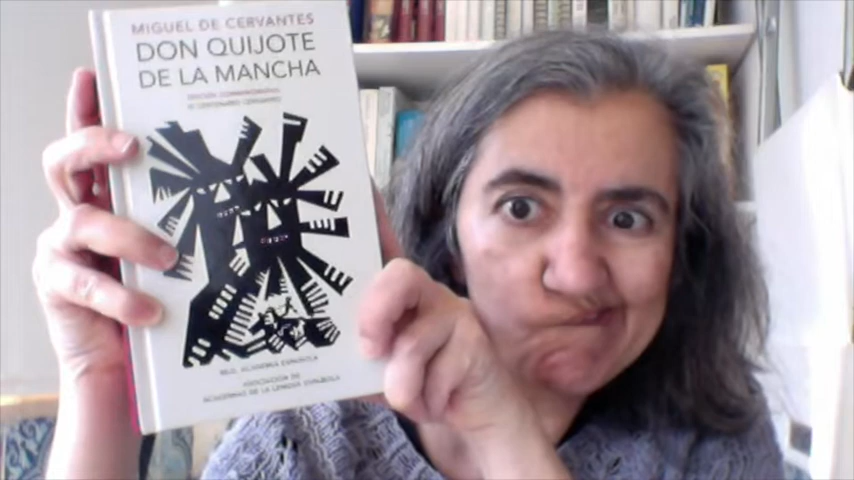 MIGUEL DE CERVANTES
DON QUIJOTE
DE LA MANCHA
EDICIÓN CONMEMORATIVA
IV CENTENARIO CERVANTES
REAL ACADEMIA ESPAÑOLA
ASOCIACIÓN DE
ACADEMIAS DE LA LENGUA ESPAÑOLA